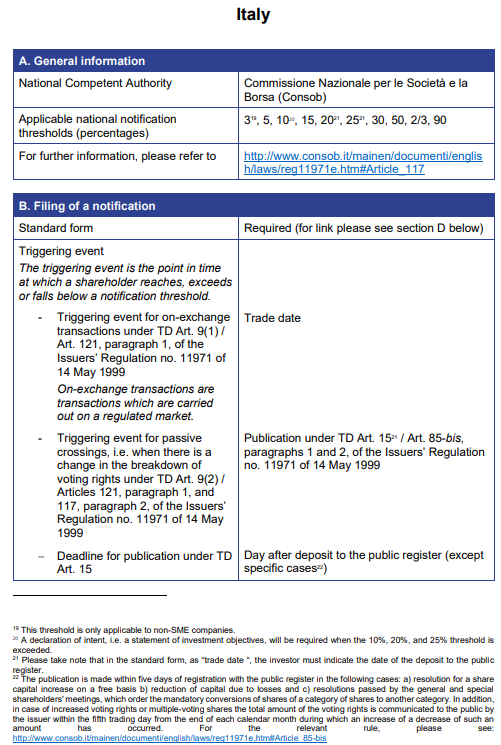 Italy
A. General information
National Competent Authority
Commissione Nazionale per le Società e la
Borsa (Consob)
Applicable national notification
thresholds (percentages)
3¹⁹, 5, 10²⁰, 15, 20²¹, 25²¹, 30, 50, 2/3, 90
For further information, please refer to
http://www.consob.it/mainen/documenti/englis
h/laws/reg11971e.htm#Article_117
B. Filing of a notification
Standard form
Required (for link please see section D below)
Triggering event
The triggering event is the point in time
at which a shareholder reaches, exceeds
or falls below a notification threshold.
- Triggering event for on-exchange
transactions under TD Art. 9(1) /
Art. 121, paragraph 1, of the
Issuers' Regulation no. 11971 of
14 May 1999
On-exchange transactions are
transactions which are carried
out on a regulated market.
Trade date
- Triggering event for passive
crossings, i.e. when there is a
change in the breakdown of
voting rights under TD Art. 9(2) /
Articles 121, paragraph 1, and
117, paragraph 2, of the Issuers'
Regulation no. 11971 of 14 May
1999
Publication under TD Art. 15²¹ / Art. 85-bis,
paragraphs 1 and 2, of the Issuers' Regulation
no. 11971 of 14 May 1999
– Deadline for publication under TD
Art. 15
Day after deposit to the public register (except
specific cases²²)
¹⁹ This threshold is only applicable to non-SME companies.
²⁰ A declaration of intent, i.e. a statement of investment objectives, will be required when the 10%, 20%, and 25% threshold is
exceeded.
²¹ Please take note that in the standard form, as "trade date ", the investor must indicate the date of the deposit to the public
register.
²² The publication is made within five days of registration with the public register in the following cases: a) resolution for a share
capital increase on a free basis b) reduction of capital due to losses and c) resolutions passed by the general and special
shareholders' meetings, which order the mandatory conversions of shares of a category of shares to another category. In addition,
in case of increased voting rights or multiple-voting shares the total amount of the voting rights is communicated to the public by
the issuer within the fifth trading day from the end of each calendar month during which an increase of a decrease of such an
amount has occurred. For the relevant rule, please see:
http://www.consob.it/mainen/documenti/english/laws/reg11971e.htm#Article_85-bis